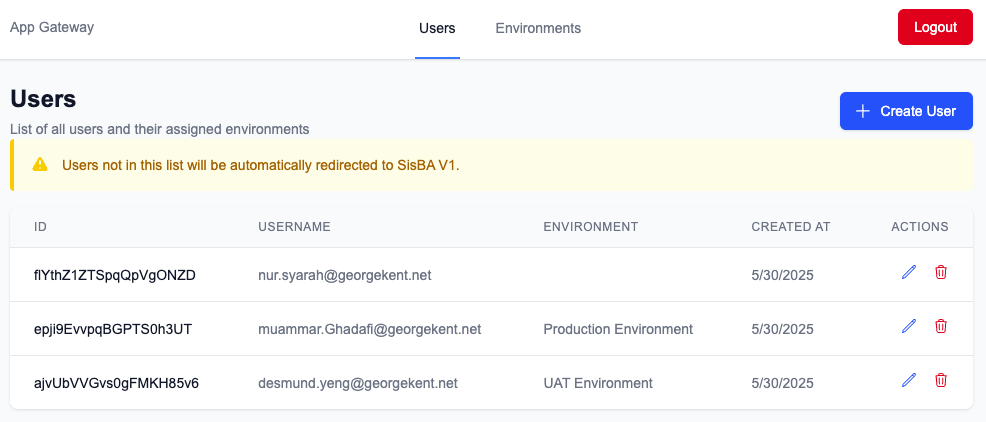 App Gateway Users Environments Logout
Users
List of all users and their assigned environments
Create User
Users not in this list will be automatically redirected to SisBA V1.
ID USERNAME ENVIRONMENT CREATED AT ACTIONS
flYthZ1ZTSpqQpVgONZD nur.syarah@georgekent.net 5/30/2025
epji9EvvpqBGPTS0h3UT muammar.Ghadafi@georgekent.net Production Environment 5/30/2025
ajvUbVVGvs0gFMKH85v6 desmund.yeng@georgekent.net UAT Environment 5/30/2025